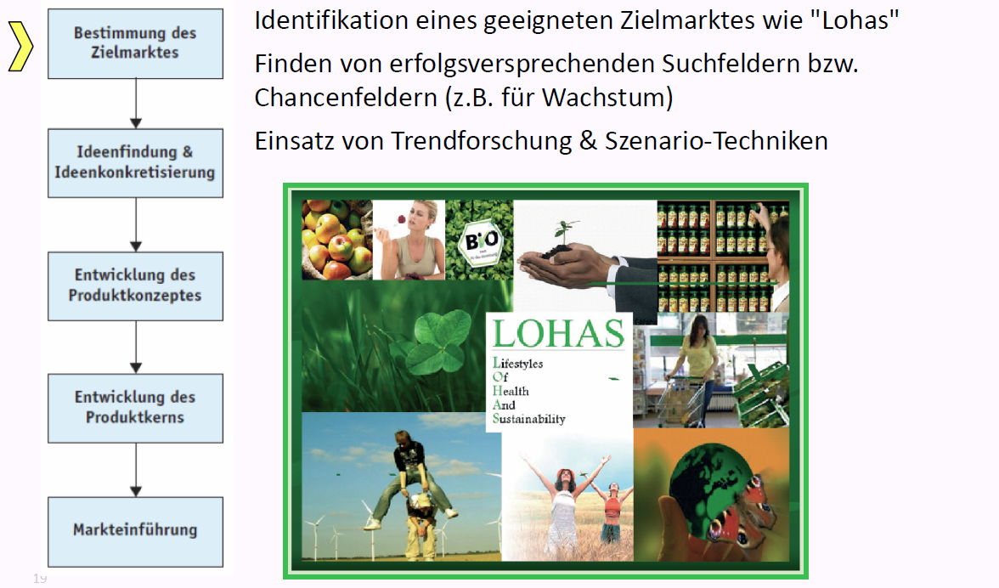 Bestimmung des
Zielmarktes
Ideenfindung &
Ideenkonkretisierung
Entwicklung des
Produktkonzeptes
Entwicklung des
Produktkerns
Markteinführung
Identifikation eines geeigneten Zielmarktes wie "Lohas"
Finden von erfolgsversprechenden Suchfeldern bzw.
Chancenfeldern (z.B. für Wachstum)
Einsatz von Trendforschung & Szenario-Techniken
BiO
LOHAS
Lifestyles
Of
Health
And
Sustainability
19